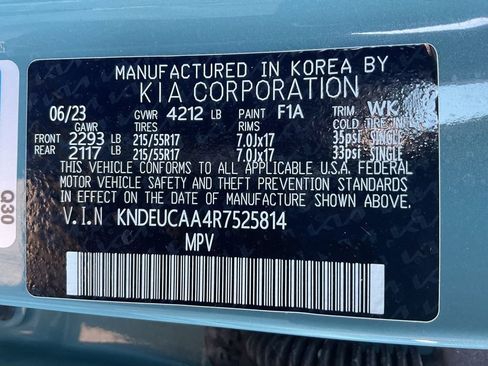 MANUFACTURED IN KOREA BY
KIA CORPORATION
06/23 GVWR 4212 LB PAINT F1A TRIM WK
GAWR TIRES RIMS COLD TIRE INFL
FRONT 2293 LB 215/55R17 7.0Jx17 35psi SINGLE
REAR 2117 LB 215/55R17 7.0Jx17 33psi SINGLE
THIS VEHICLE CONFORMS TO ALL APPLICABLE U.S.A. FEDERAL
MOTOR VEHICLE SAFETY AND THEFT PREVENTION STANDARDS
IN EFFECT ON THE DATE OF MANUFACTURE SHOWN ABOVE.
V.I.N KNDEUCAA4R7525814
MPV
Q30